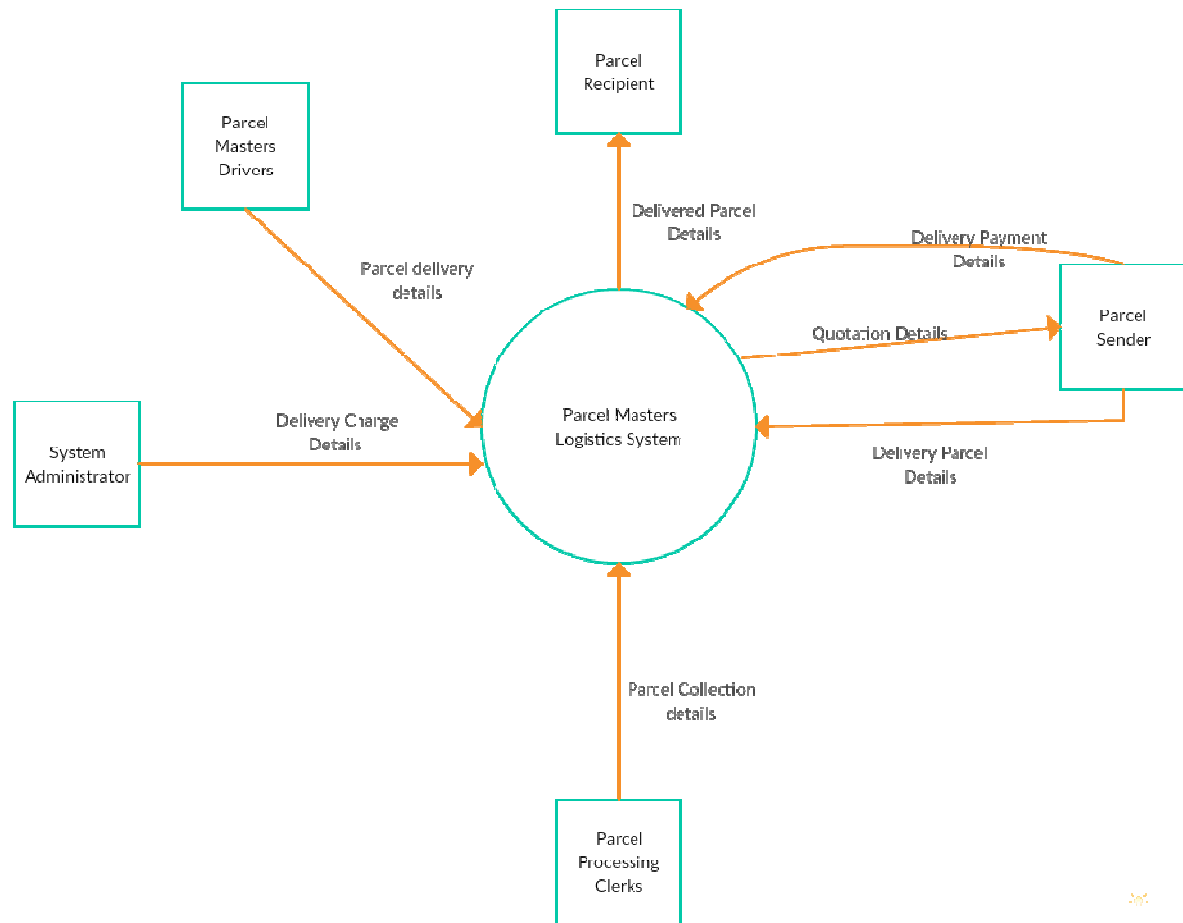 Parcel
Recipient
Parcel
Masters
Drivers
Delivered Parcel
Details
Delivery Payment
Details
Parcel delivery
details
Parcel
Sender
Quotation Details
Parcel Masters
Logistics System
Delivery Charge
Details
System
Administrator
Delivery Parcel
Details
Parcel Collection
details
Parcel
Processing
Clerks